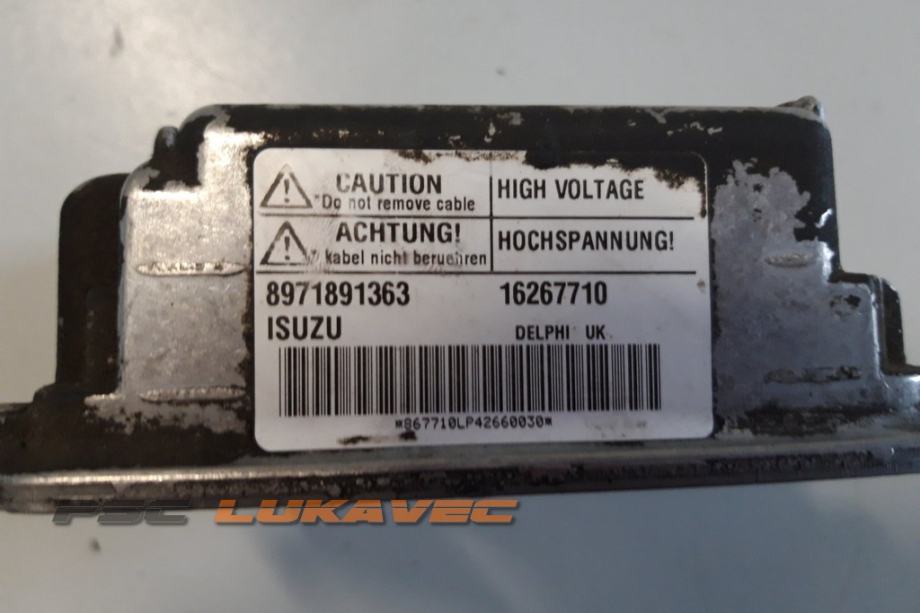 CAUTION
"Do not remove cable
HIGH VOLTAGE
ACHTUNG!
kabel nicht beruehren
HOCHSPANNUNG!
8971891363 16267710
ISUZU DELPHI UK
*867710LP42660030*
PSC LUKAVEC